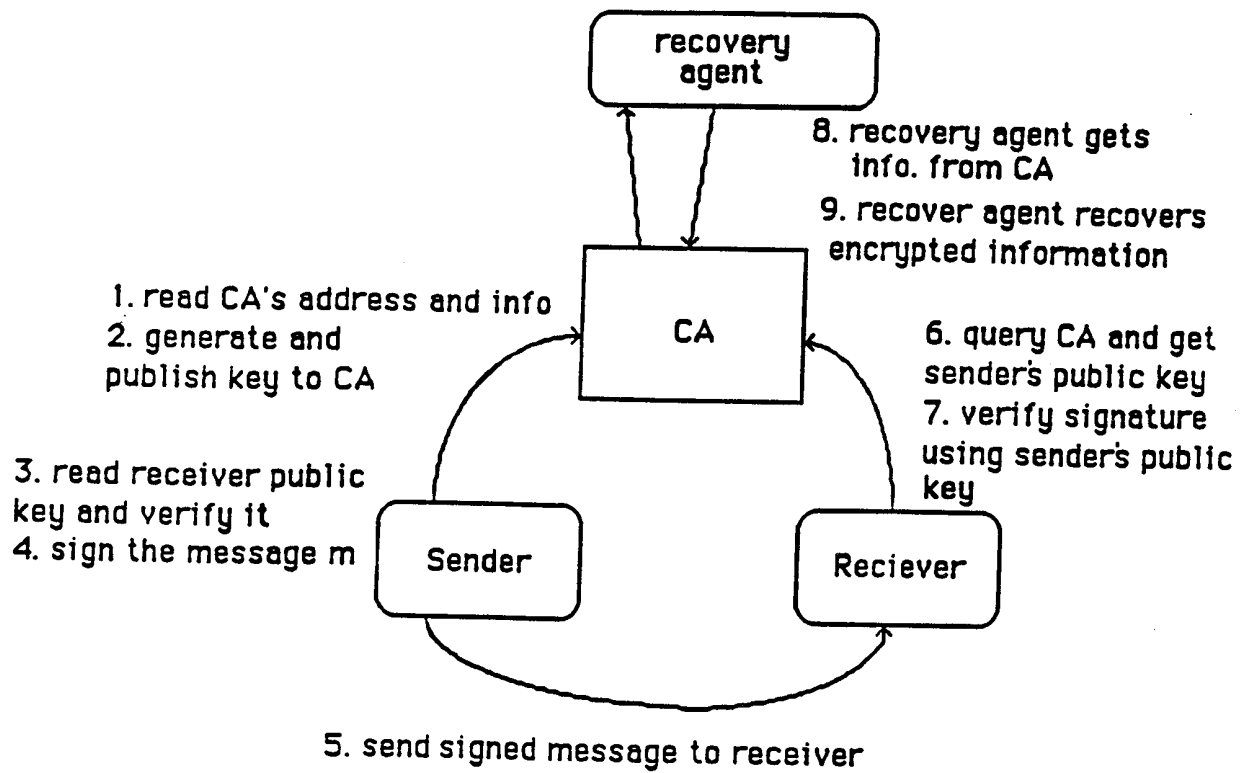 recovery
agent
8. recovery agent gets
info. from CA
9. recover agent recovers
encrypted information
1. read CA's address and info
2. generate and
publish key to CA
CA
6. query CA and get
sender's public key
7. verify signature
using sender's public
key
3. read receiver public
key and verify it
4. sign the message m
Sender
Reciever
5. send signed message to receiver